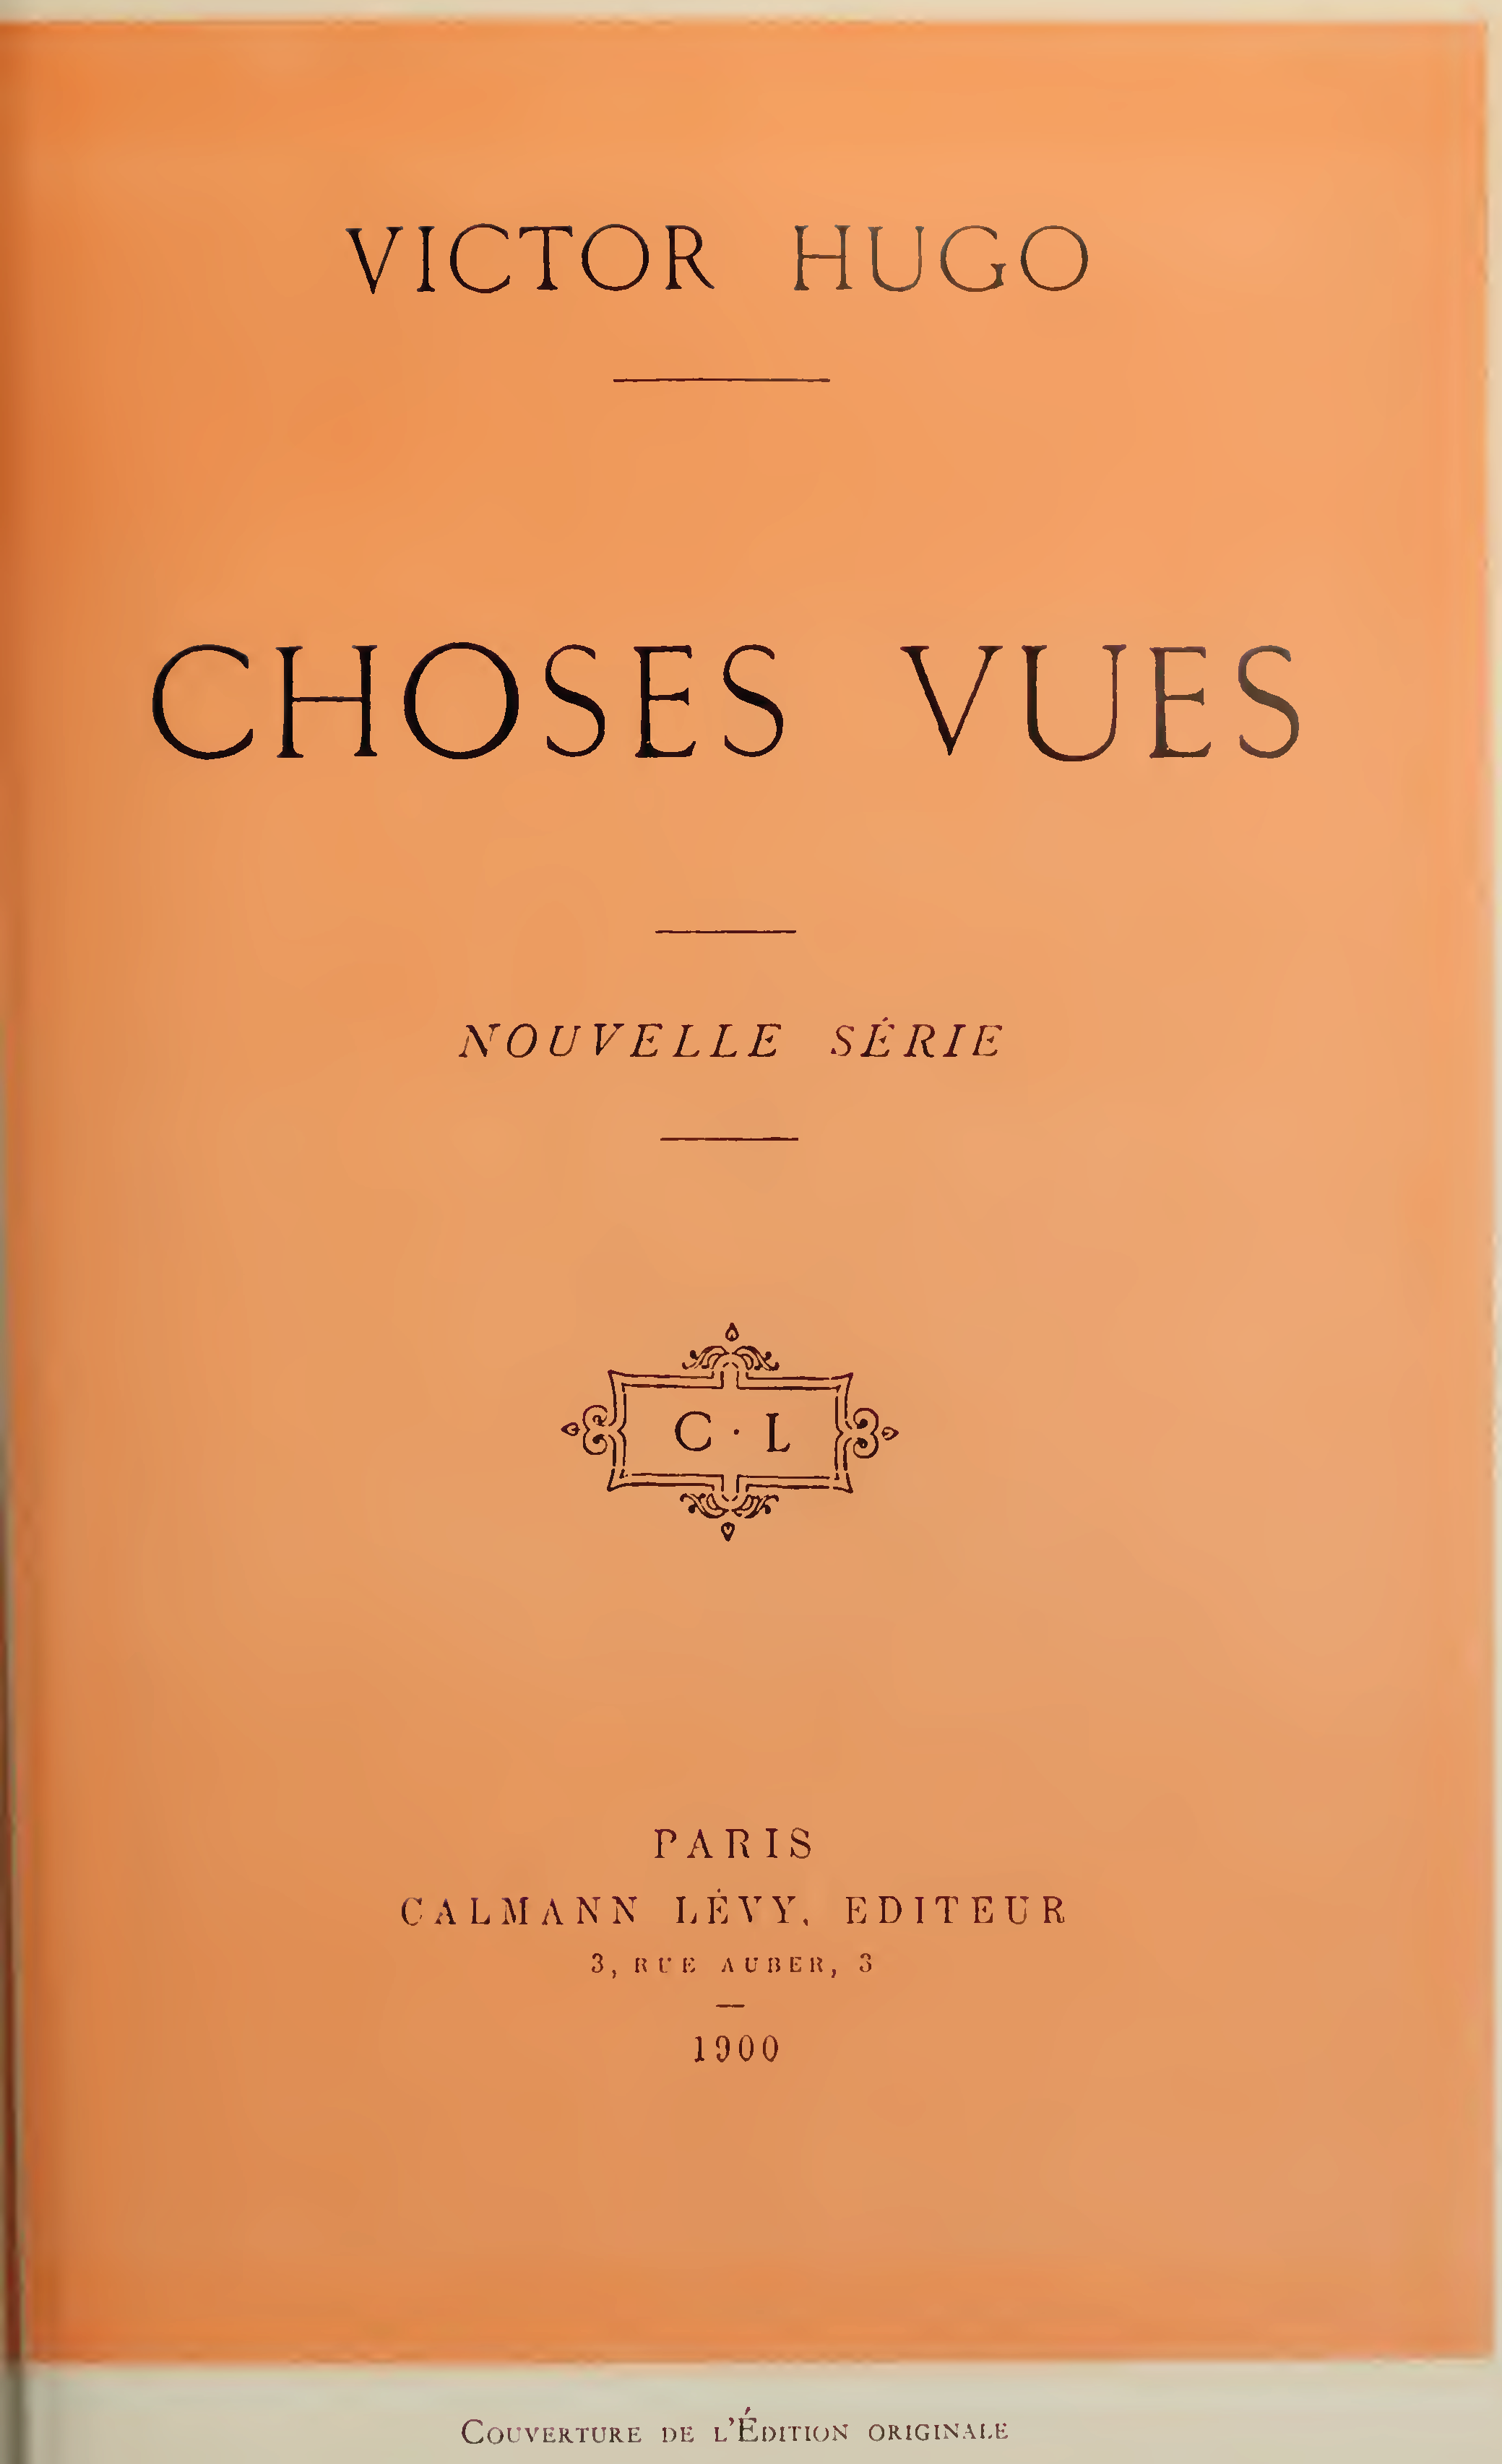 VICTOR HUGO
CHOSES VUES
NOUVELLE SÉRIE
C · L
PARIS
CALMANN LÉVY, EDITEUR
3, RUE AUBER, 3
1900
COUVERTURE DE L'ÉDITION ORIGINALE